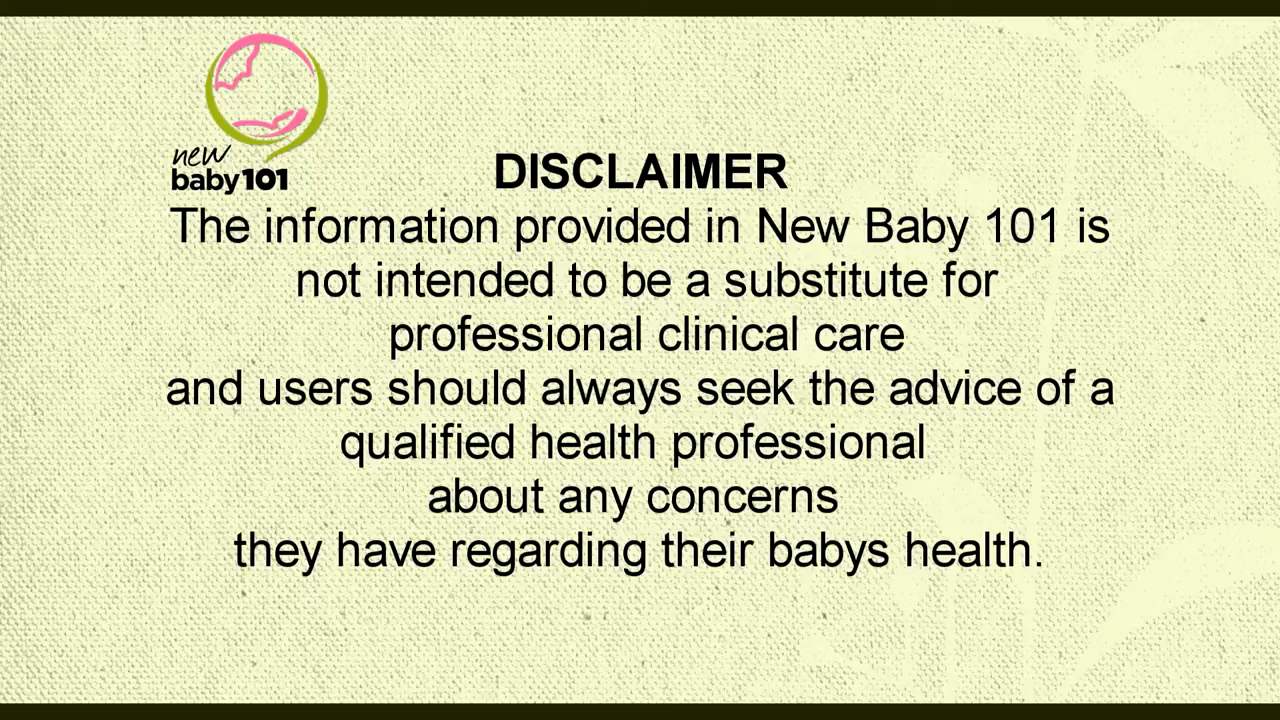 new
baby101
DISCLAIMER
The information provided in New Baby 101 is
not intended to be a substitute for
professional clinical care
and users should always seek the advice of a
qualified health professional
about any concerns
they have regarding their babys health.